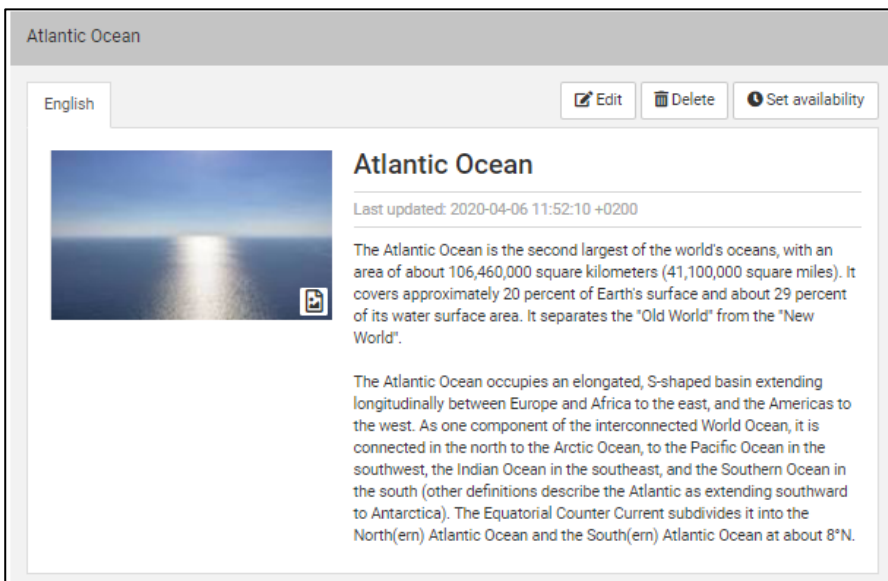 Atlantic Ocean
English
Edit
Delete
Set availability
Atlantic Ocean
Last updated: 2020-04-06 11:52:10 +0200
The Atlantic Ocean is the second largest of the world's oceans, with an
area of about 106,460,000 square kilometers (41,100,000 square miles). It
covers approximately 20 percent of Earth's surface and about 29 percent
of its water surface area. It separates the "Old World" from the "New
World".
The Atlantic Ocean occupies an elongated, S-shaped basin extending
longitudinally between Europe and Africa to the east, and the Americas to
the west. As one component of the interconnected World Ocean, it is
connected in the north to the Arctic Ocean, to the Pacific Ocean in the
southwest, the Indian Ocean in the southeast, and the Southern Ocean in
the south (other definitions describe the Atlantic as extending southward
to Antarctica). The Equatorial Counter Current subdivides it into the
North(ern) Atlantic Ocean and the South(ern) Atlantic Ocean at about 8°N.